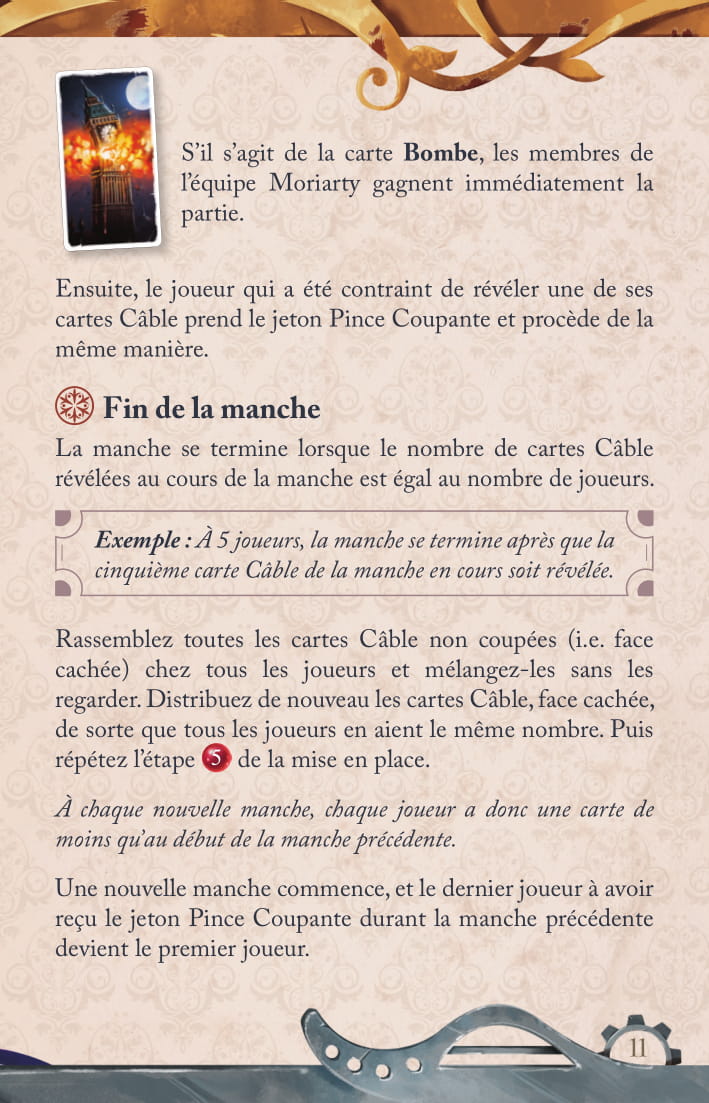 S’il s’agit de la carte Bombe, les membres de
l’équipe Moriarty gagnent immédiatement la
partie.
Ensuite, le joueur qui a été contraint de révéler une de ses
cartes Câble prend le jeton Pince Coupante et procède de la
même manière.
Fin de la manche
La manche se termine lorsque le nombre de cartes Câble
révélées au cours de la manche est égal au nombre de joueurs.
Exemple : À 5 joueurs, la manche se termine après que la
cinquième carte Câble de la manche en cours soit révélée.
Rassemblez toutes les cartes Câble non coupées (i.e. face
cachée) chez tous les joueurs et mélangez-les sans les
regarder. Distribuez de nouveau les cartes Câble, face cachée,
de sorte que tous les joueurs en aient le même nombre. Puis
répétez l’étape 5 de la mise en place.
À chaque nouvelle manche, chaque joueur a donc une carte de
moins qu’au début de la manche précédente.
Une nouvelle manche commence, et le dernier joueur à avoir
reçu le jeton Pince Coupante durant la manche précédente
devient le premier joueur.
11